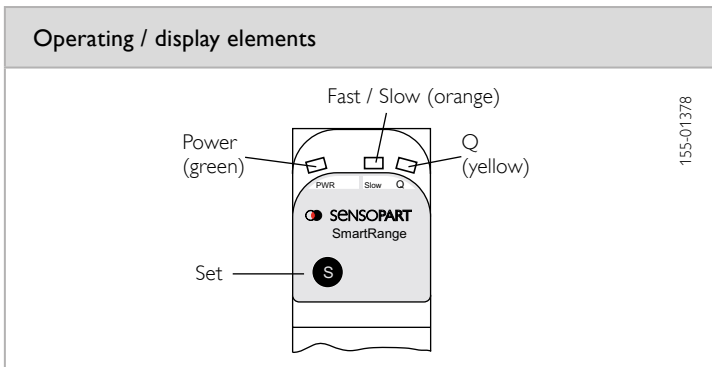 Operating / display elements
Fast / Slow (orange)
Power
(green)
Q
(yellow)
PWR Slow Q
SENSOPART
SmartRange
Set
S
155-01378